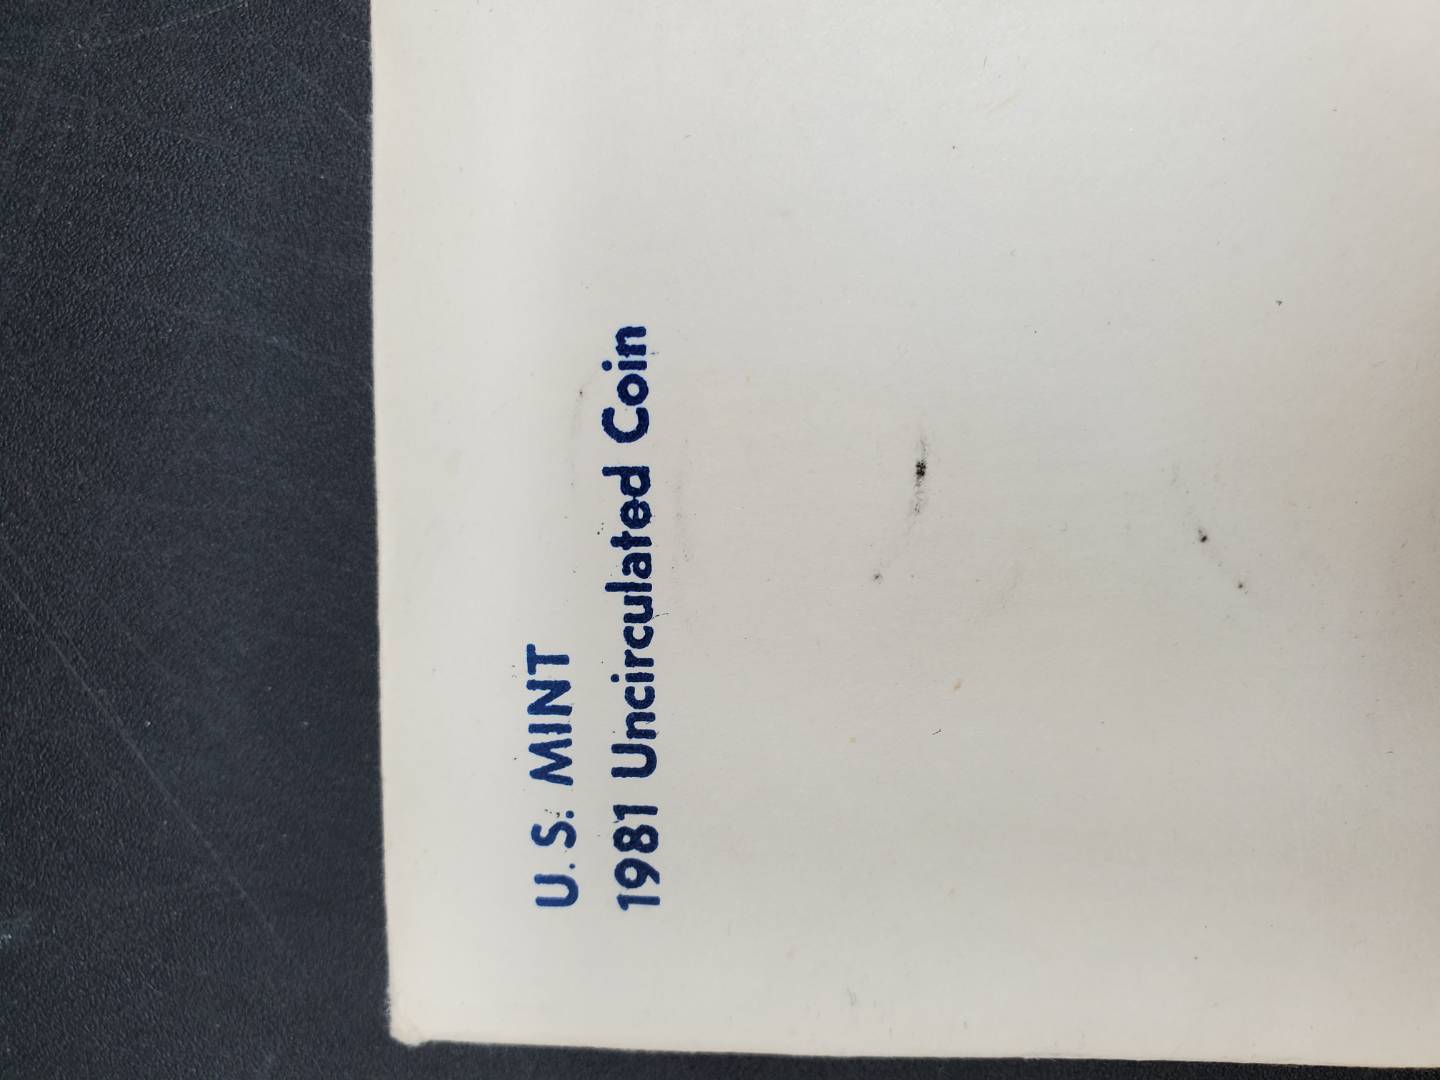 U.S. MINT
1981 Uncirculated Coin